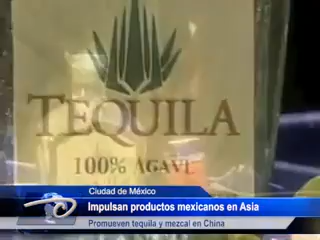 TEQUILA
100% AGAVE
Ciudad de México
Impulsan productos mexicanos en Asia
Promueven tequila y mezcal en China